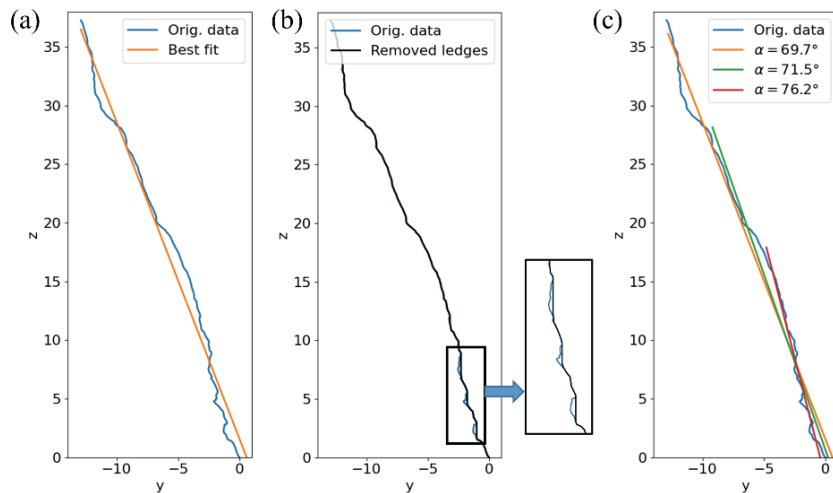 (a)
Orig. data
Best fit
35
30
25
20
15
10
5
0
z
−10
−5
0
y
(b)
Orig. data
Removed ledges
35
30
25
20
15
10
5
0
z
−10
−5
0
y
(c)
Orig. data
α = 69.7°
α = 71.5°
α = 76.2°
35
30
25
20
15
10
5
0
z
−10
−5
0
y